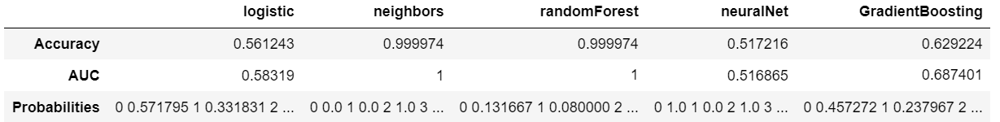 logistic neighbors randomForest neuralNet GradientBoosting
Accuracy 0.561243 0.999974 0.999974 0.517216 0.629224
AUC 0.58319 1 1 0.516865 0.687401
Probabilities 0 0.571795 1 0.331831 2 ... 0 0.0 1 0.0 2 1.0 3 ... 0 0.131667 1 0.080000 2 ... 0 1.0 1 0.0 2 1.0 3 ... 0 0.457272 1 0.237967 2 ...